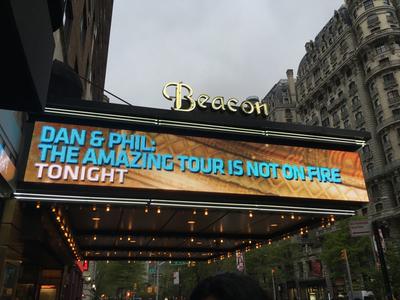 Beacon
DAN & PHIL:
THE AMAZING TOUR IS NOT ON FIRE
TONIGHT